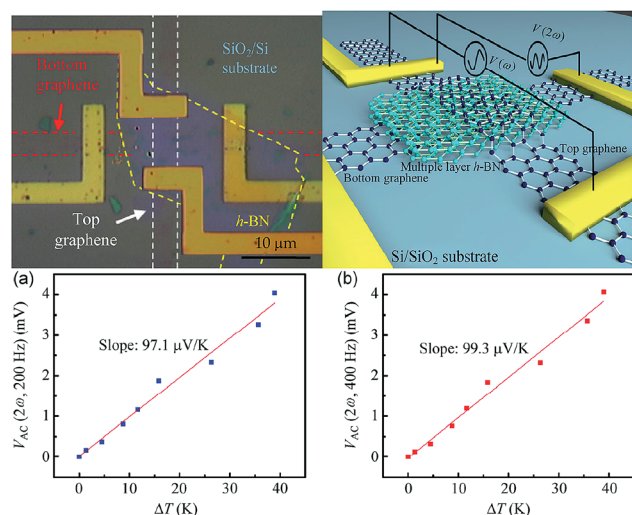 SiO₂/Si
substrate
Bottom
graphene
Top
graphene
h-BN
10 μm
V(2ω)
V(ω)
Top graphene
Multiple layer h-BN
Bottom graphene
Si/SiO₂ substrate
(a)
4
3
2
1
0
V_AC (2ω, 200 Hz) (mV)
Slope: 97.1 μV/K
0 10 20 30 40
ΔT (K)
(b)
4
3
2
1
0
V_AC (2ω, 400 Hz) (mV)
Slope: 99.3 μV/K
0 10 20 30 40
ΔT (K)